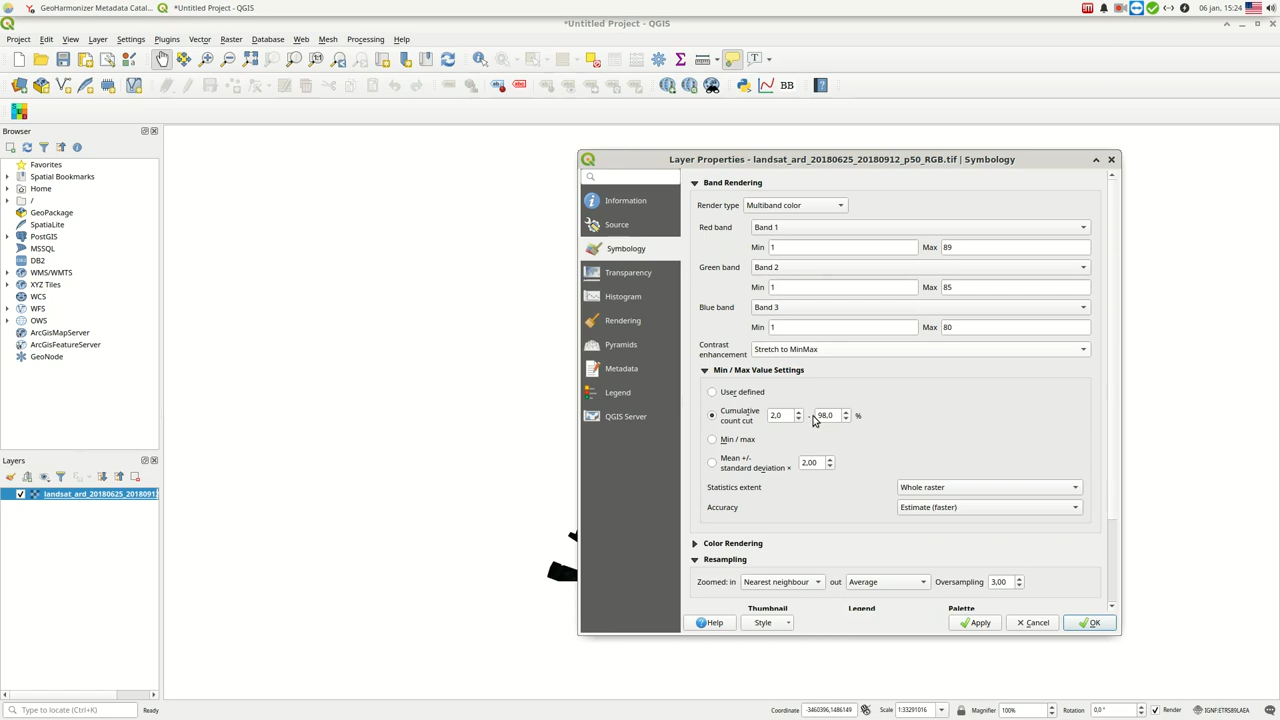 GeoHarmonizer Metadata Catal...
*Untitled Project - QGIS
06 jan, 15:24
*Untitled Project - QGIS
Project Edit View Layer Settings Plugins Vector Raster Database Web Mesh Processing Help
Browser
Favorites
Spatial Bookmarks
Home
/
GeoPackage
SpatiaLite
PostGIS
MSSQL
DB2
WMS/WMTS
XYZ Tiles
WCS
WFS
OWS
ArcGisMapServer
ArcGisFeatureServer
GeoNode
Layers
landsat_ard_20180625_2018091
Layer Properties - landsat_ard_20180625_20180912_p50_RGB.tif | Symbology
Information
Source
Symbology
Transparency
Histogram
Rendering
Pyramids
Metadata
Legend
QGIS Server
Band Rendering
Render type Multiband color
Red band Band 1
Min 1 Max 89
Green band Band 2
Min 1 Max 85
Blue band Band 3
Min 1 Max 80
Contrast
enhancement Stretch to MinMax
Min / Max Value Settings
User defined
Cumulative
count cut 2,0 - 98,0 %
Min / max
Mean +/-
standard deviation × 2,00
Statistics extent Whole raster
Accuracy Estimate (faster)
Color Rendering
Resampling
Zoomed: in Nearest neighbour out Average Oversampling 3,00
Thumbnail Legend Palette
Help Style Apply Cancel OK
Type to locate (Ctrl+K) Ready
Coordinate -3460396,1486149 Scale 1:33291016 Magnifier 100% Rotation 0,0 ° Render IGNF:ETRS89LAEA